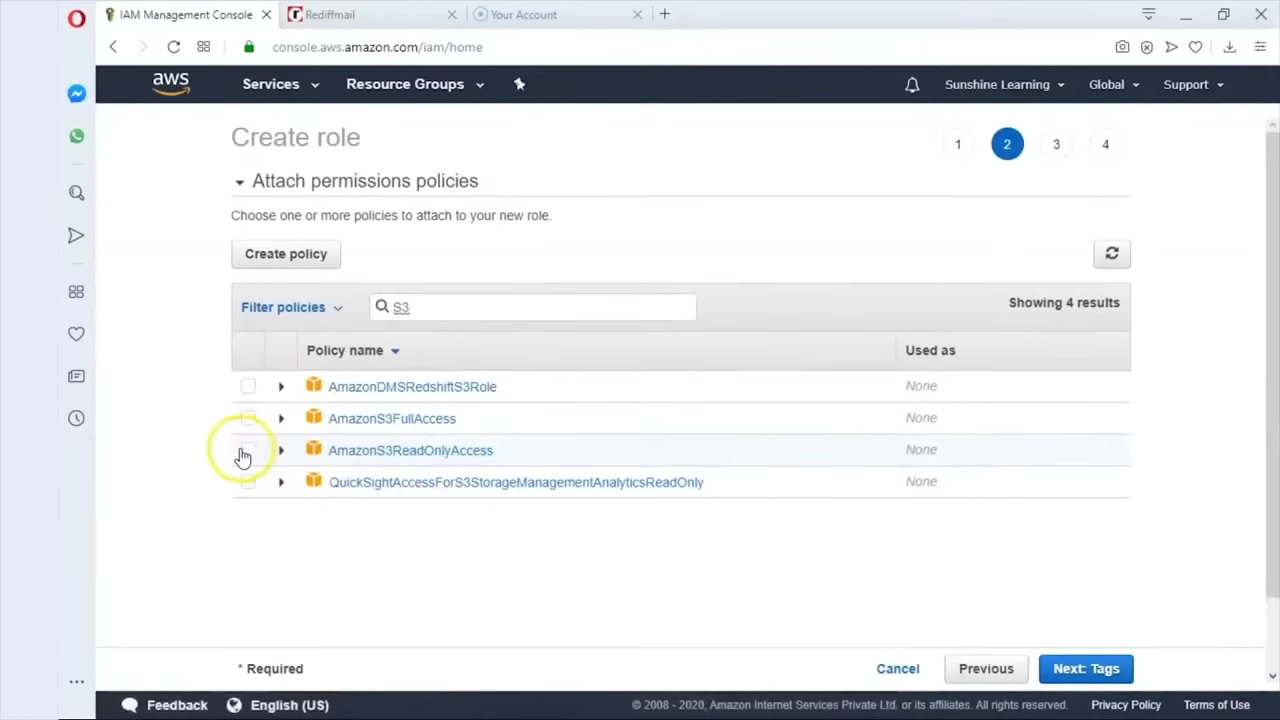 IAM Management Console
Rediffmail
Your Account
console.aws.amazon.com/iam/home
aws
Services
Resource Groups
Sunshine Learning
Global
Support
Create role
1
2
3
4
Attach permissions policies
Choose one or more policies to attach to your new role.
Create policy
Filter policies
S3
Showing 4 results
Policy name
Used as
AmazonDMSRedshiftS3Role
None
AmazonS3FullAccess
None
AmazonS3ReadOnlyAccess
None
QuickSightAccessForS3StorageManagementAnalyticsReadOnly
None
* Required
Cancel
Previous
Next: Tags
Feedback
English (US)
© 2008 - 2020, Amazon Internet Services Private Ltd. or its affiliates. All rights reserved.
Privacy Policy
Terms of Use